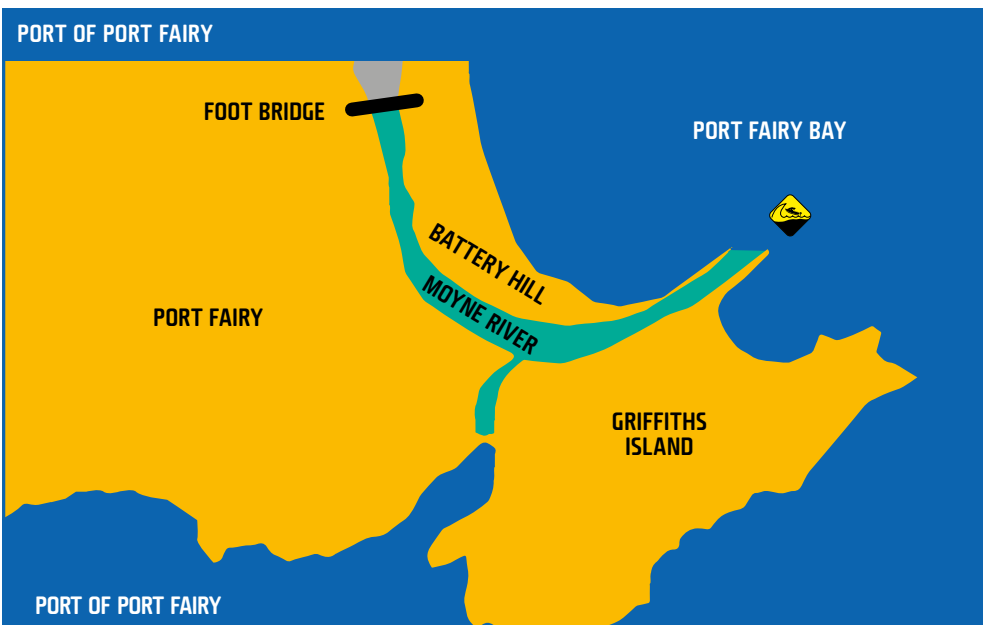 PORT OF PORT FAIRY
FOOT BRIDGE
PORT FAIRY BAY
BATTERY HILL
MOYNE RIVER
PORT FAIRY
GRIFFITHS
ISLAND
PORT OF PORT FAIRY